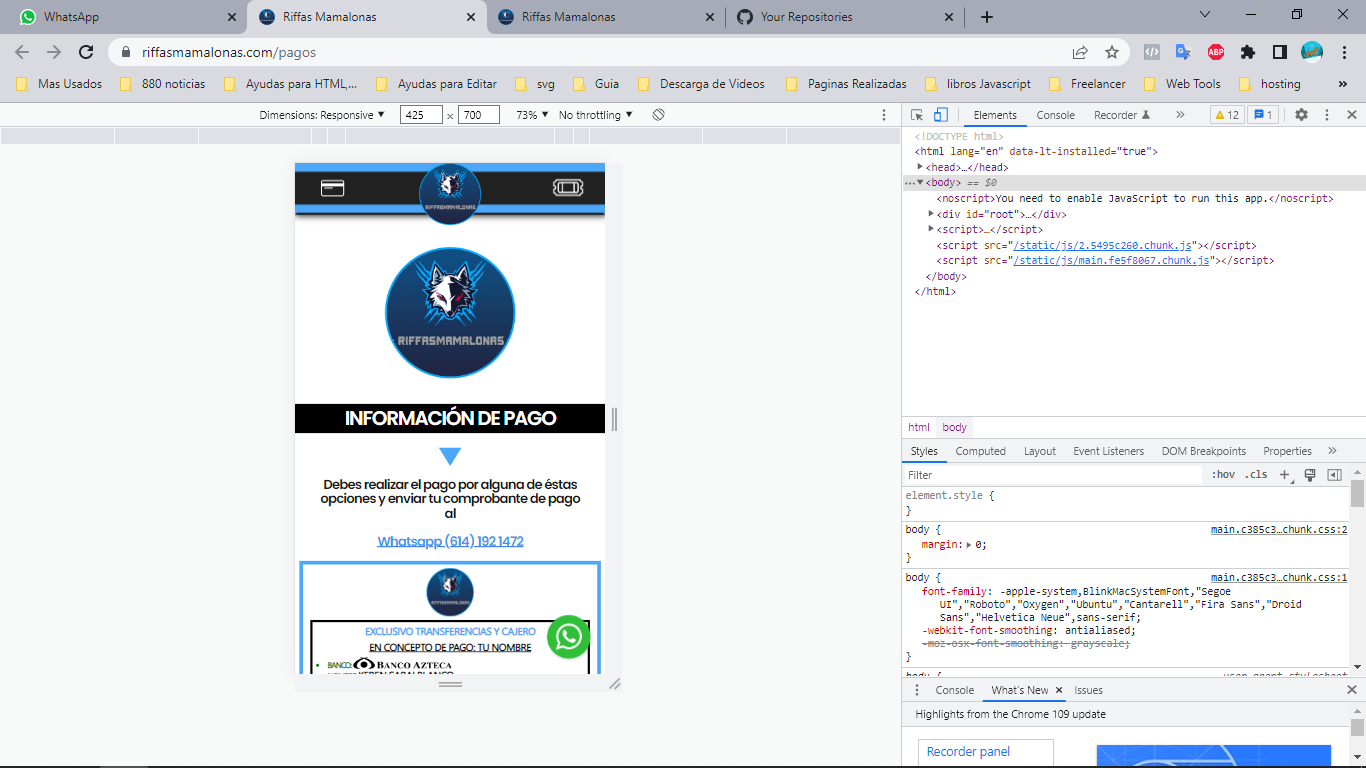 WhatsApp
Riffas Mamalonas
Riffas Mamalonas
Your Repositories
riffasmamalonas.com/pagos
ABP
Mas Usados
880 noticias
Ayudas para HTML,...
Ayudas para Editar
svg
Guia
Descarga de Videos
Paginas Realizadas
libros Javascript
Freelancer
Web Tools
hosting
»
Dimensions: Responsive ▼ 425 × 700 73% ▼ No throttling ▼
Elements Console Recorder » 12 1
RIFFASMAMALONAS
RIFFASMAMALONAS
INFORMACIÓN DE PAGO
Debes realizar el pago por alguna de éstas
opciones y enviar tu comprobante de pago
al
Whatsapp (614) 192 1472
RIFFASMAMALONAS
EXCLUSIVO TRANSFERENCIAS Y CAJERO
EN CONCEPTO DE PAGO: TU NOMBRE
• BANCO: BANCO AZTECA
<!DOCTYPE html>
<html lang="en" data-lt-installed="true">
▶<head>…</head>
…▼<body> == $0
<noscript>You need to enable JavaScript to run this app.</noscript>
▶<div id="root">…</div>
▶<script>…</script>
<script src="/static/js/2.5495c260.chunk.js"></script>
<script src="/static/js/main.fe5f8067.chunk.js"></script>
</body>
</html>
html body
Styles Computed Layout Event Listeners DOM Breakpoints Properties »
Filter :hov .cls +
element.style {
}
body { main.c385c3…chunk.css:2
margin:▶ 0;
}
body { main.c385c3…chunk.css:1
font-family: -apple-system,BlinkMacSystemFont,"Segoe
UI","Roboto","Oxygen","Ubuntu","Cantarell","Fira Sans","Droid
Sans","Helvetica Neue",sans-serif;
-webkit-font-smoothing: antialiased;
-moz-osx-font-smoothing: grayscale;
}
body { user agent stylesheet
Console What's New × Issues
Highlights from the Chrome 109 update
Recorder panel